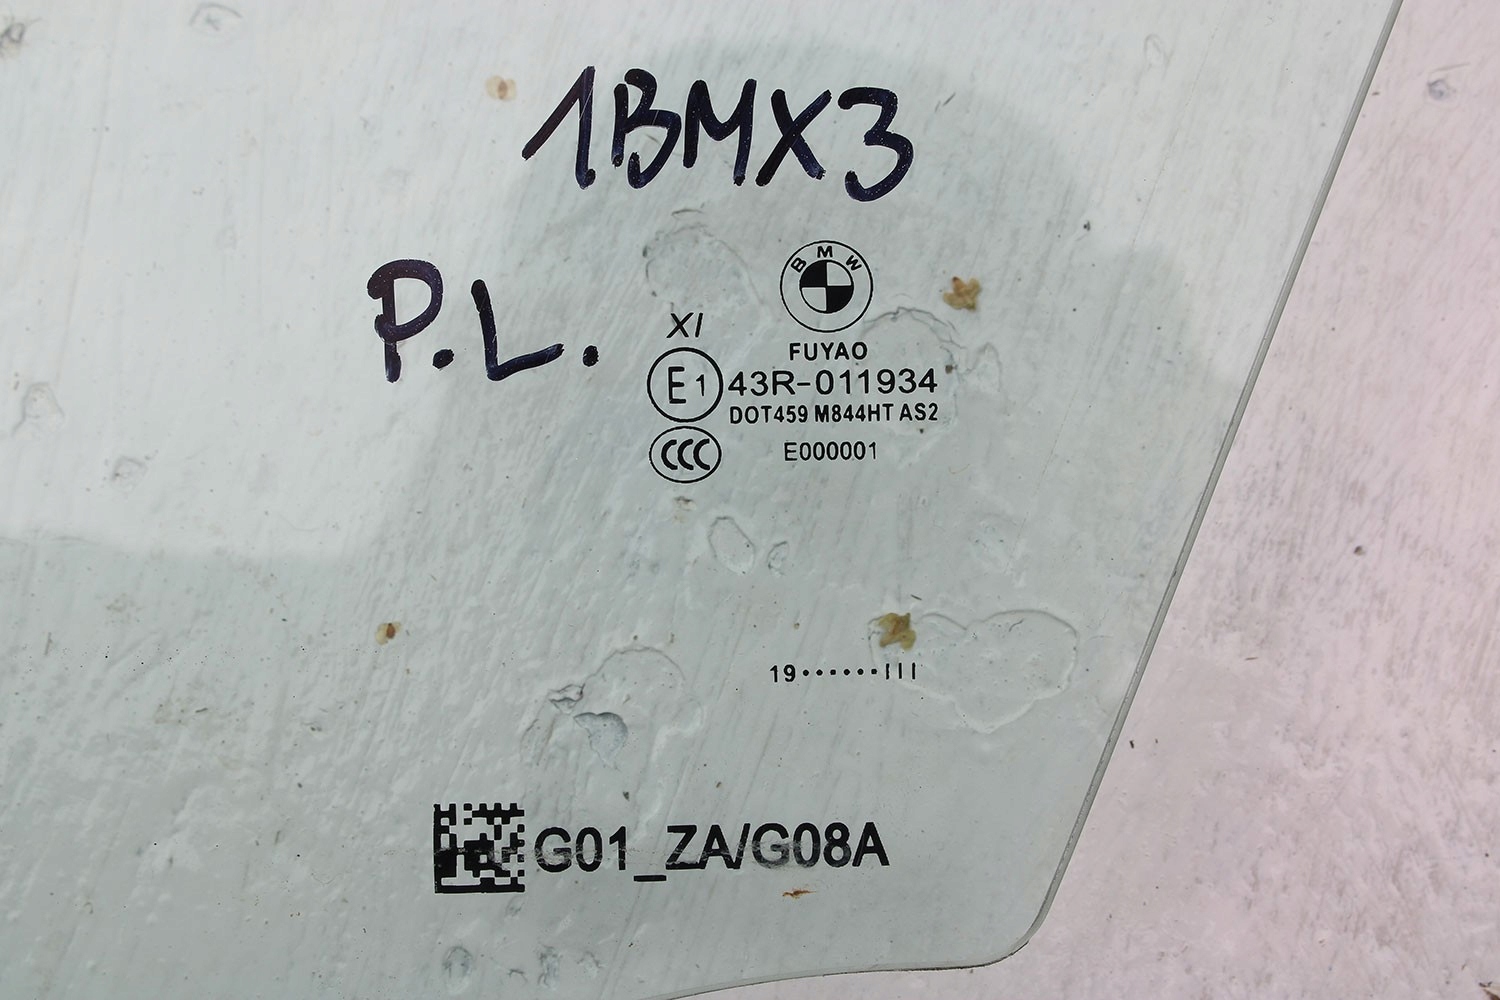 1BMX3
P.L.
BMW
XI
FUYAO
E1 43R-011934
DOT459 M844HT AS2
CCC E000001
19••••••III
G01_ZA/G08A